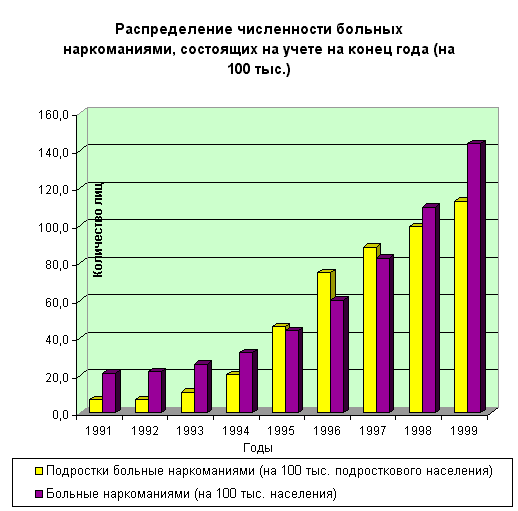 Распределение численности больных
наркоманиями, состоящих на учете на конец года (на
100 тыс.)
160,0
140,0
120,0
100,0
80,0
60,0
40,0
20,0
0,0
Количество лиц
1991 1992 1993 1994 1995 1996 1997 1998 1999
Годы
Подростки больные наркоманиями (на 100 тыс. подросткового населения)
Больные наркоманиями (на 100 тыс. населения)